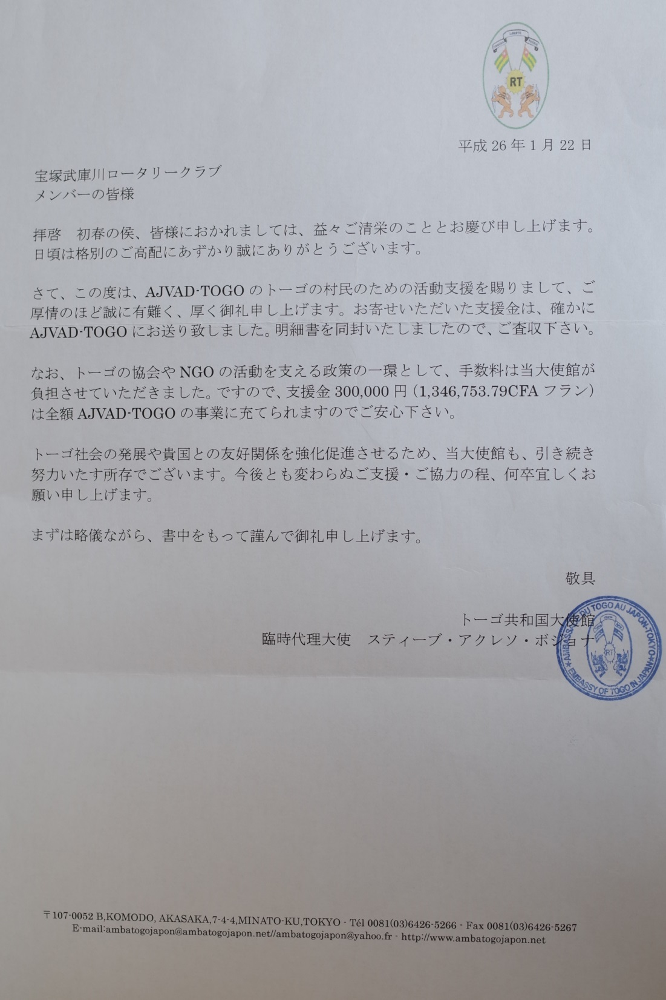 RT
平成 26 年 1 月 22 日
宝塚武庫川ロータリークラブ
メンバーの皆様
拝啓　初春の侯、皆様におかれましては、益々ご清栄のこととお慶び申し上げます。
日頃は格別のご高配にあずかり誠にありがとうございます。
さて、この度は、AJVAD-TOGO のトーゴの村民のための活動支援を賜りまして、ご
厚情のほど誠に有難く、厚く御礼申し上げます。お寄せいただいた支援金は、確かに
AJVAD-TOGO にお送り致しました。明細書を同封いたしましたので、ご査収下さい。
なお、トーゴの協会や NGO の活動を支える政策の一環として、手数料は当大使館が
負担させていただきました。ですので、支援金 300,000 円（1,346,753.79CFA フラン）
は全額 AJVAD-TOGO の事業に充てられますのでご安心下さい。
トーゴ社会の発展や貴国との友好関係を強化促進させるため、当大使館も、引き続き
努力いたす所存でございます。今後とも変わらぬご支援・ご協力の程、何卒宜しくお
願い申し上げます。
まずは略儀ながら、書中をもって謹んで御礼申し上げます。
敬具
トーゴ共和国大使館
臨時代理大使　スティーブ・アクレソ・ボジョナ
AMBASSADE DU TOGO AU JAPON-TOKYO
RT
★ EMBASSY OF TOGO IN JAPAN ★
〒107-0052 B,KOMODO, AKASAKA,7-4-4,MINATO-KU,TOKYO - Tél 0081(03)6426-5266 - Fax 0081(03)6426-5267
E-mail:ambatogojapon@ambatogojapon.net//ambatogojapon@yahoo.fr - http://www.ambatogojapon.net